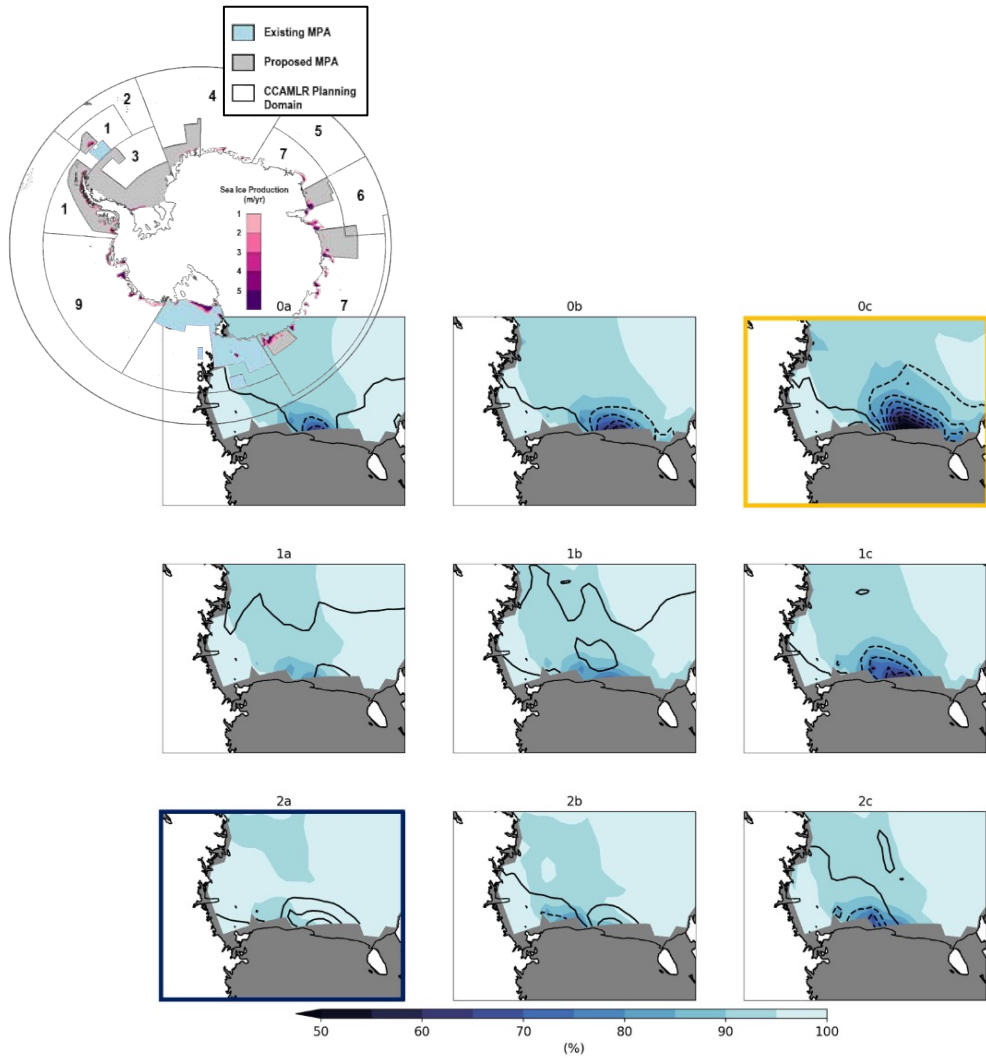 Existing MPA
Proposed MPA
CCAMLR Planning
Domain
2
4
1
5
3
7
6
1
Sea Ice Production
(m/yr)
1
2
3
4
5
9
7
8
0a
0b
0c
1a
1b
1c
2a
2b
2c
50
60
70
80
90
100
(%)